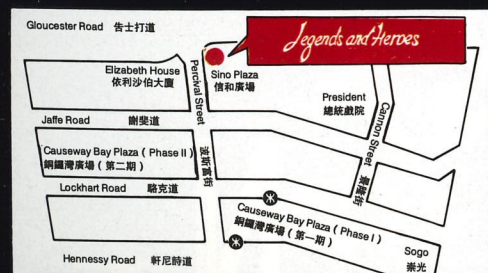 Gloucester Road 告士打道
Legends and Heroes
Elizabeth House
依利沙伯大廈
Percival Street
波斯富街
Sino Plaza
信和廣場
President
總統戲院
Cannon Street
景隆街
Jaffe Road 謝斐道
Causeway Bay Plaza ( Phase II )
銅鑼灣廣場（第二期）
Lockhart Road 駱克道
Causeway Bay Plaza ( Phase I )
銅鑼灣廣場（第一期）
Sogo
崇光
Hennessy Road 軒尼詩道